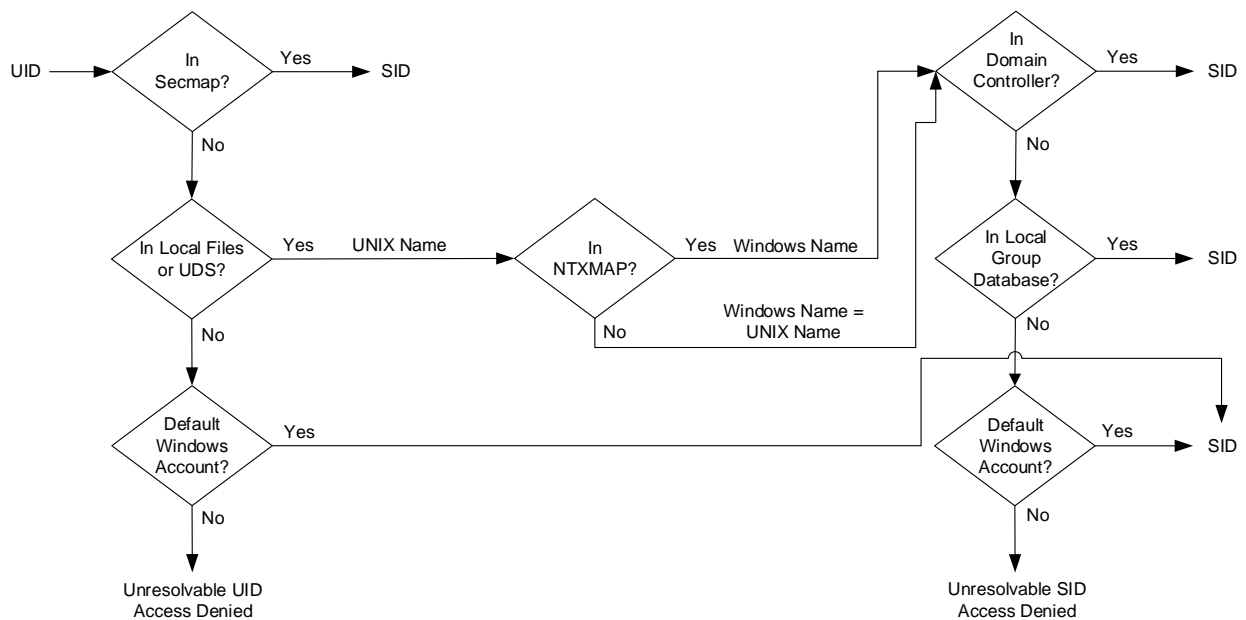 UID
In
Secmap?
Yes
SID
No
In
Domain
Controller?
Yes
SID
No
In Local Files
or UDS?
Yes
UNIX Name
In
NTXMAP?
Yes
Windows Name
No
Windows Name =
UNIX Name
In Local
Group
Database?
Yes
SID
No
No
Default
Windows
Account?
Yes
No
Unresolvable UID
Access Denied
Default
Windows
Account?
Yes
SID
No
Unresolvable SID
Access Denied